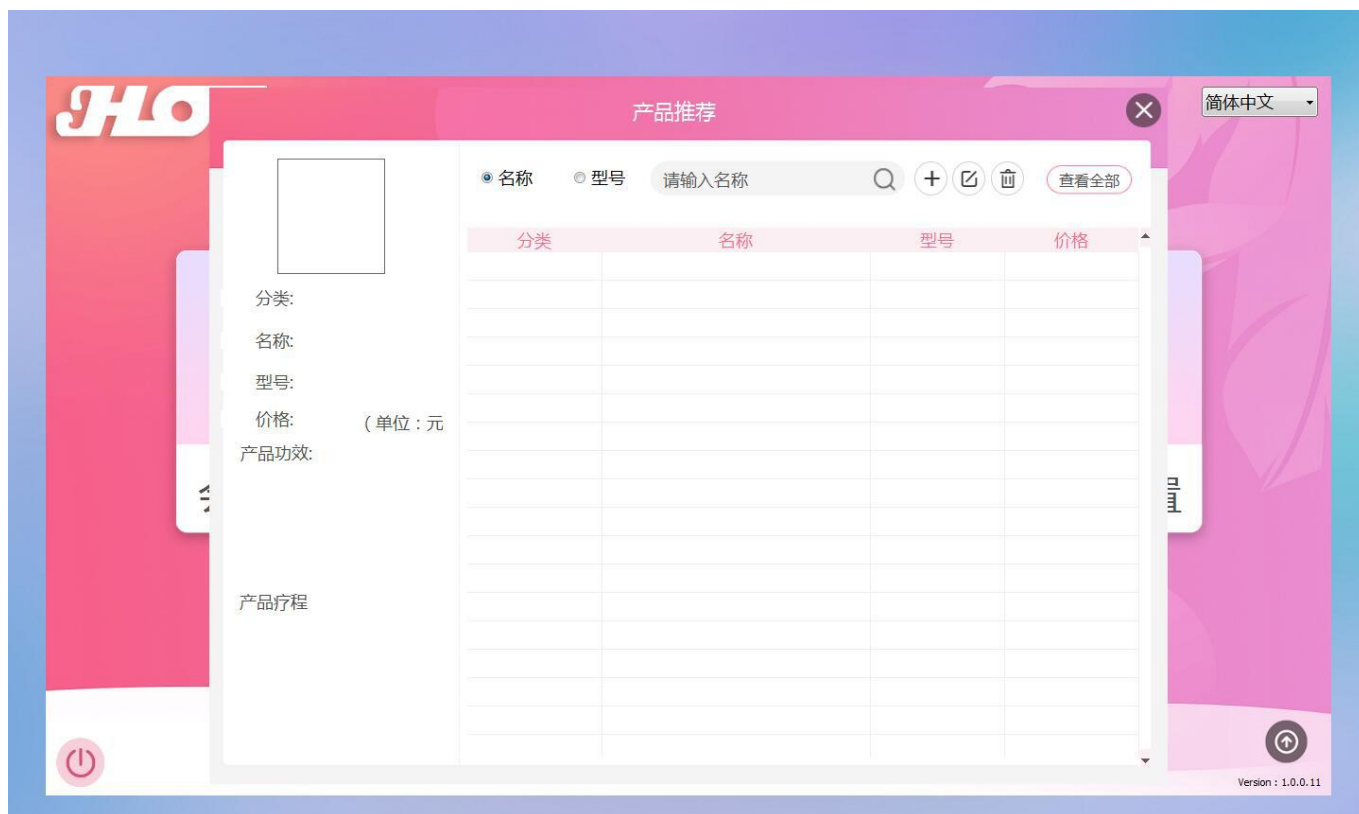 产品推荐
简体中文
名称 型号 请输入名称 查看全部
分类 名称 型号 价格
分类:
名称:
型号:
价格: (单位：元
产品功效:
置
产品疗程
Version : 1.0.0.11